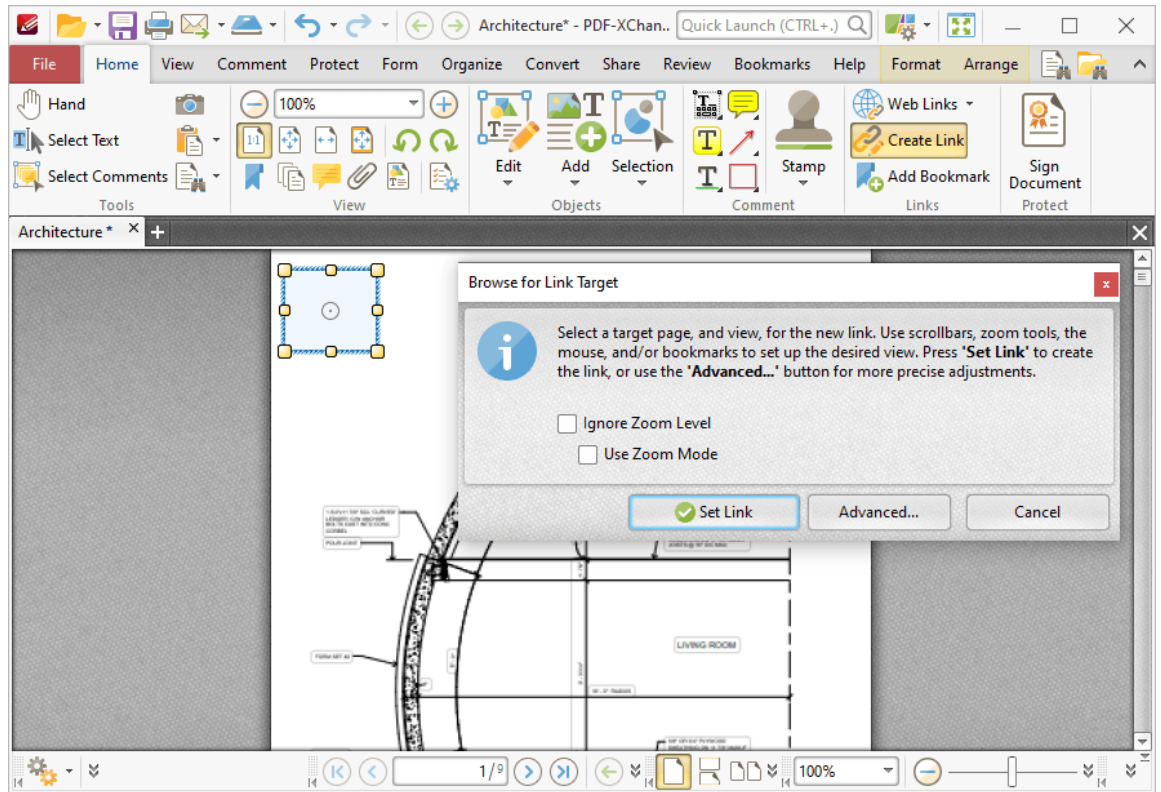 Architecture* - PDF-XChan..
Quick Launch (CTRL+.)
File Home View Comment Protect Form Organize Convert Share Review Bookmarks Help Format Arrange
Hand
Select Text
Select Comments
Tools
100%
1:1
View
Edit
Add
Selection
Objects
Stamp
Comment
Web Links
Create Link
Add Bookmark
Links
Sign
Document
Protect
Architecture *
Browse for Link Target
Select a target page, and view, for the new link. Use scrollbars, zoom tools, the
mouse, and/or bookmarks to set up the desired view. Press 'Set Link' to create
the link, or use the 'Advanced...' button for more precise adjustments.
Ignore Zoom Level
Use Zoom Mode
Set Link
Advanced...
Cancel
POUR JOINT
LIVING ROOM
1/9
100%